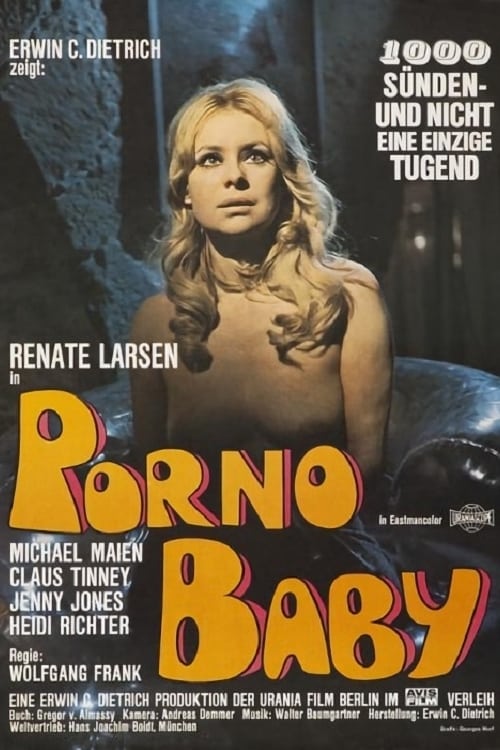 ERWIN C. DIETRICH
zeigt:
1000
SÜNDEN-
UND NICHT
EINE EINZIGE
TUGEND
RENATE LARSEN
in
PORNO
BABY
In Eastmancolor
MICHAEL MAIEN
CLAUS TINNEY
JENNY JONES
HEIDI RICHTER
Regie:
WOLFGANG FRANK
EINE ERWIN C. DIETRICH PRODUKTION DER URANIA FILM BERLIN IM AVIS FILM VERLEIH
Buch: Gregor v. Almassy Kamera: Andreas Demmer Musik: Walter Baumgartner Herstellung: Erwin C. Dietrich
Weltvertrieb: Hans Joachim Boldt, München